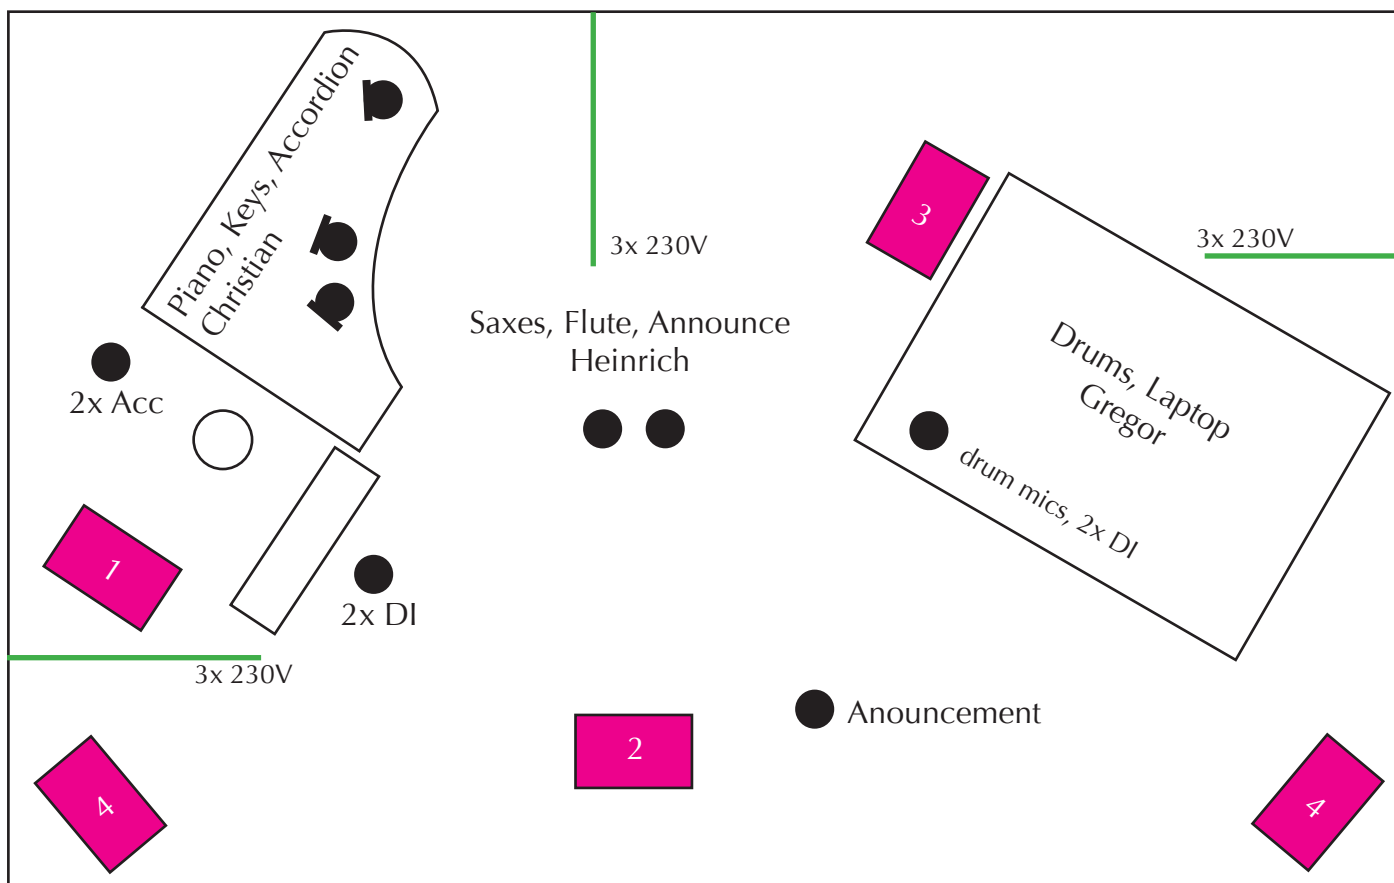 Piano, Keys, Accordion
Christian
3x 230V
3
3x 230V
Saxes, Flute, Announce
Heinrich
Drums, Laptop
Gregor
drum mics, 2x DI
2x Acc
1
2x DI
3x 230V
Anouncement
2
4
4